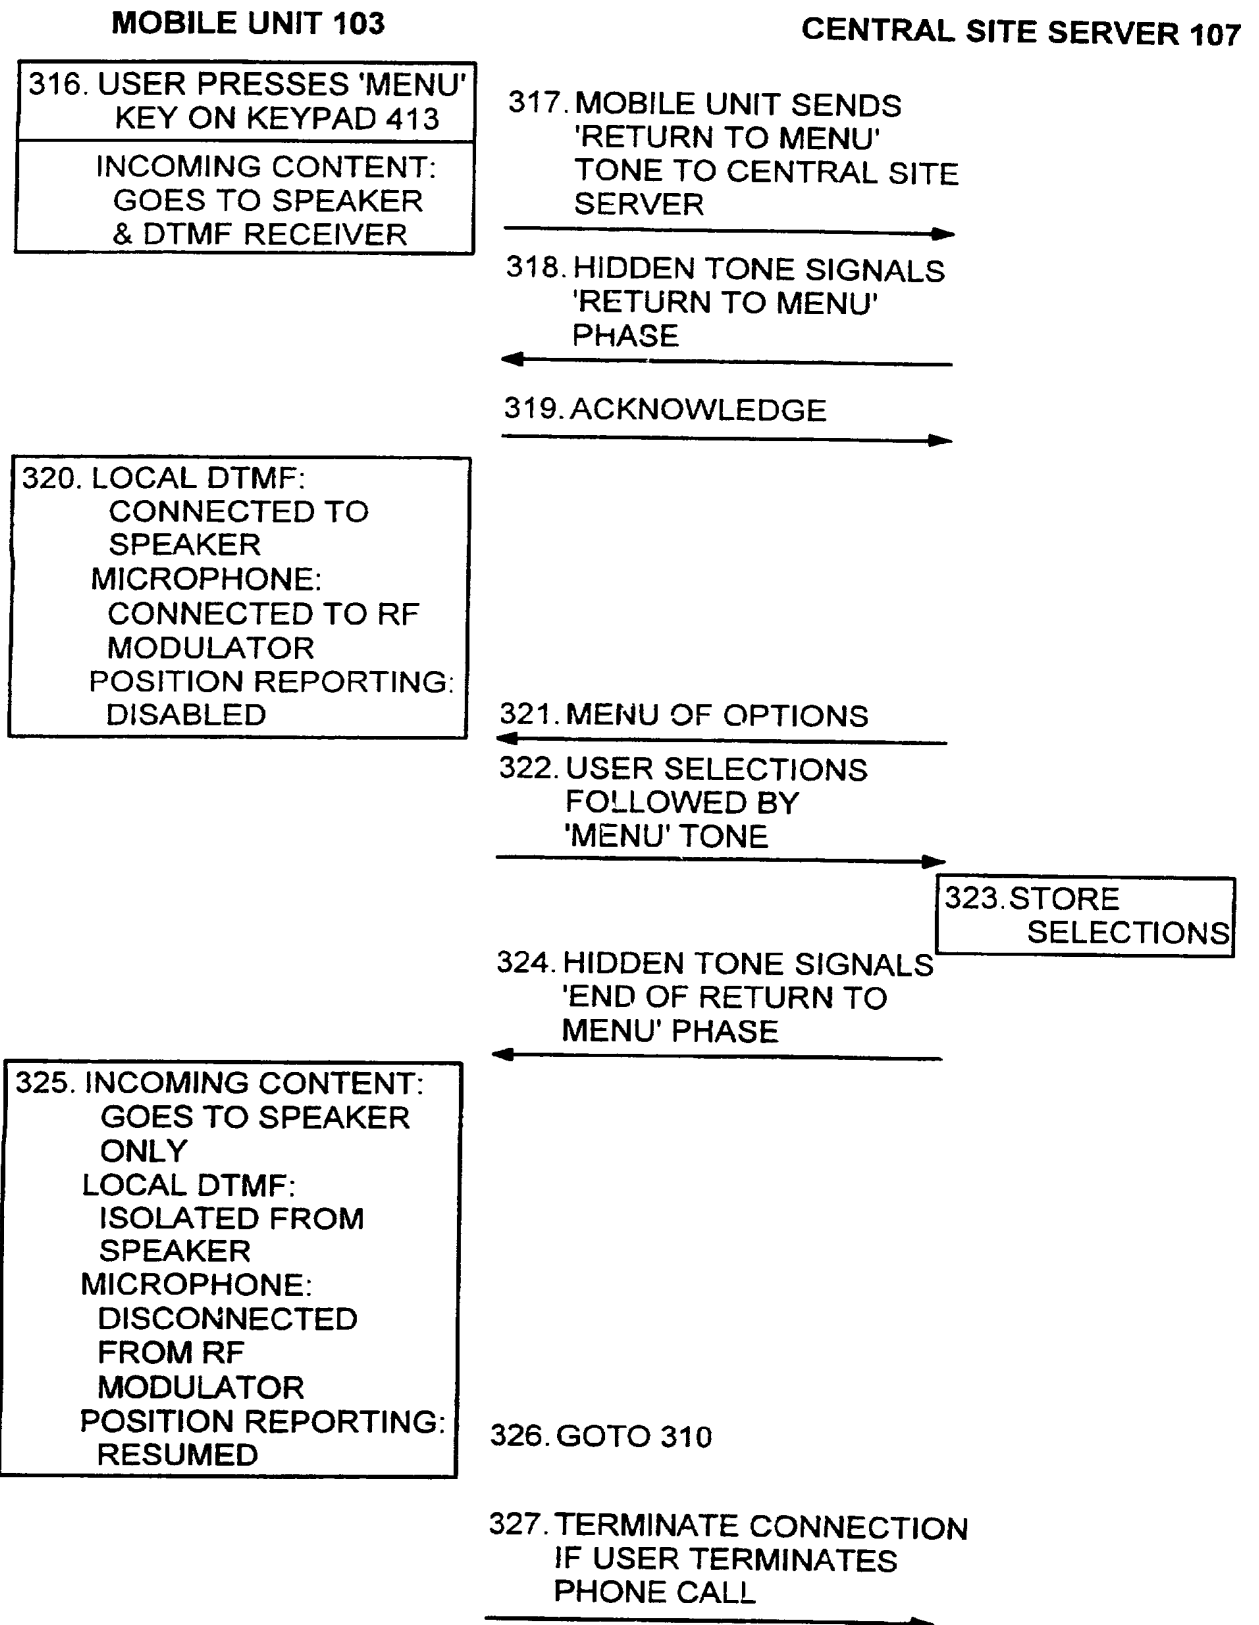 MOBILE UNIT 103
CENTRAL SITE SERVER 107
316. USER PRESSES 'MENU'
KEY ON KEYPAD 413
INCOMING CONTENT:
GOES TO SPEAKER
& DTMF RECEIVER
317. MOBILE UNIT SENDS
'RETURN TO MENU'
TONE TO CENTRAL SITE
SERVER
318. HIDDEN TONE SIGNALS
'RETURN TO MENU'
PHASE
319. ACKNOWLEDGE
320. LOCAL DTMF:
CONNECTED TO
SPEAKER
MICROPHONE:
CONNECTED TO RF
MODULATOR
POSITION REPORTING:
DISABLED
321. MENU OF OPTIONS
322. USER SELECTIONS
FOLLOWED BY
'MENU' TONE
323. STORE
SELECTIONS
324. HIDDEN TONE SIGNALS
'END OF RETURN TO
MENU' PHASE
325. INCOMING CONTENT:
GOES TO SPEAKER
ONLY
LOCAL DTMF:
ISOLATED FROM
SPEAKER
MICROPHONE:
DISCONNECTED
FROM RF
MODULATOR
POSITION REPORTING:
RESUMED
326. GOTO 310
327. TERMINATE CONNECTION
IF USER TERMINATES
PHONE CALL